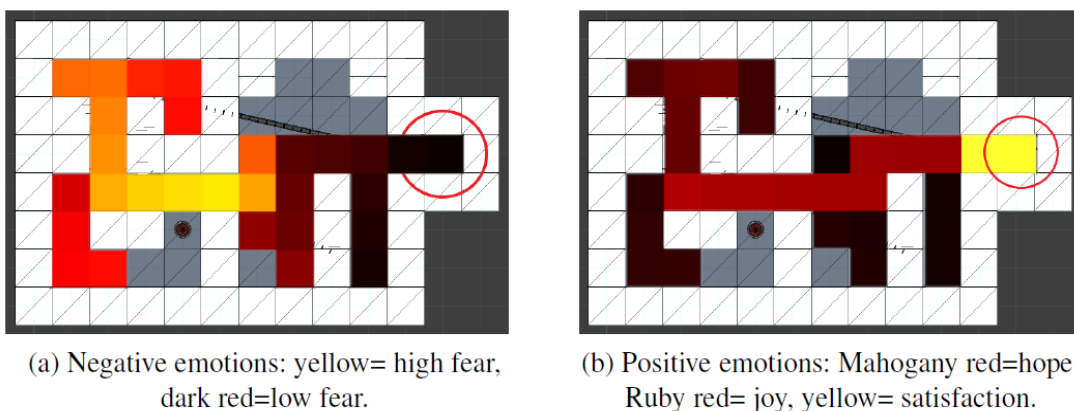 (a) Negative emotions: yellow= high fear,
dark red=low fear.
(b) Positive emotions: Mahogany red=hope
Ruby red= joy, yellow= satisfaction.